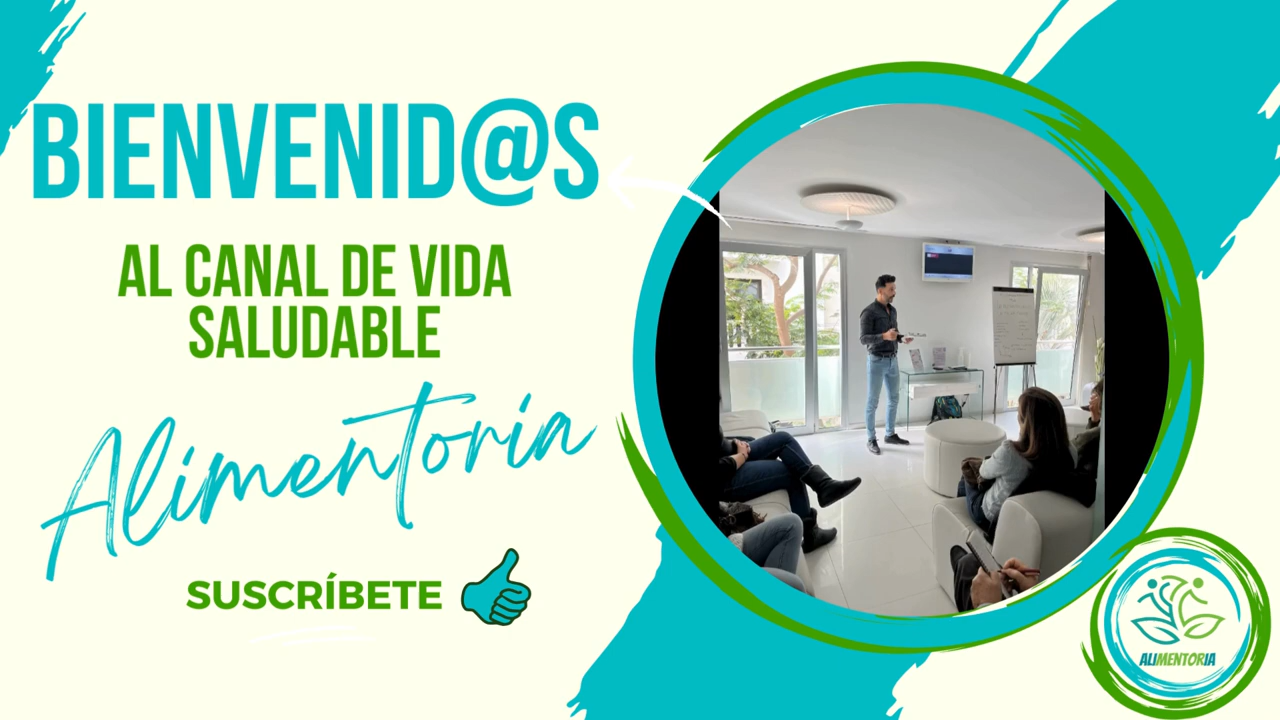 BIENVENID@S
AL CANAL DE VIDA
SALUDABLE
Alimentoria
SUSCRÍBETE
ALIMENTORIA